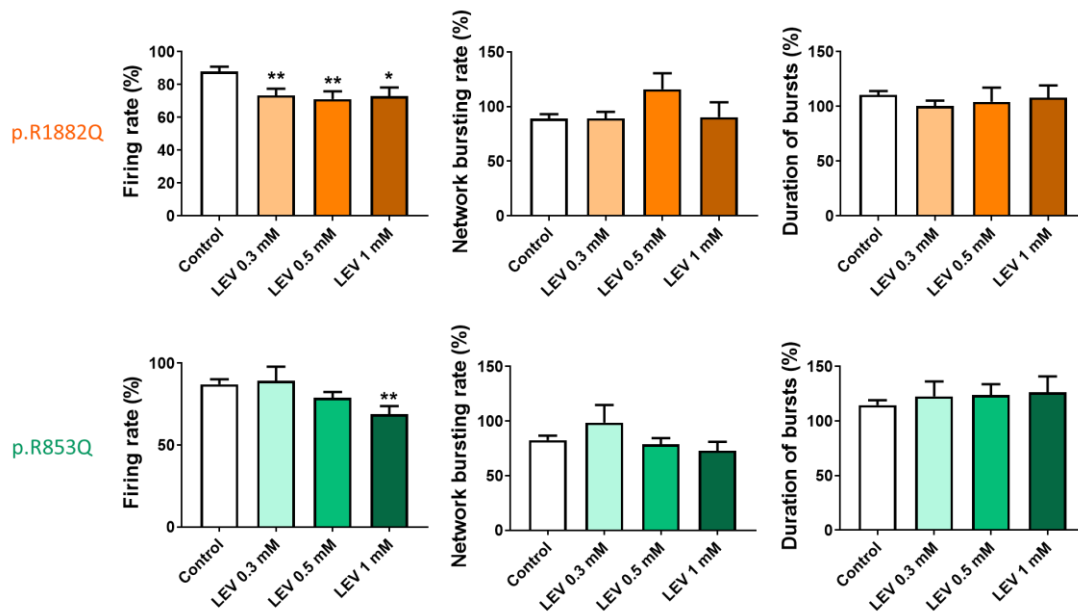 p.R1882Q
Firing rate (%)
100
80
60
40
20
0
**
**
*
Control
LEV 0.3 mM
LEV 0.5 mM
LEV 1 mM
Network bursting rate (%)
150
100
50
0
Control
LEV 0.3 mM
LEV 0.5 mM
LEV 1 mM
Duration of bursts (%)
150
100
50
0
Control
LEV 0.3 mM
LEV 0.5 mM
LEV 1 mM
p.R853Q
Firing rate (%)
100
50
0
**
Control
LEV 0.3 mM
LEV 0.5 mM
LEV 1 mM
Network bursting rate (%)
150
100
50
0
Control
LEV 0.3 mM
LEV 0.5 mM
LEV 1 mM
Duration of bursts (%)
150
100
50
0
Control
LEV 0.3 mM
LEV 0.5 mM
LEV 1 mM